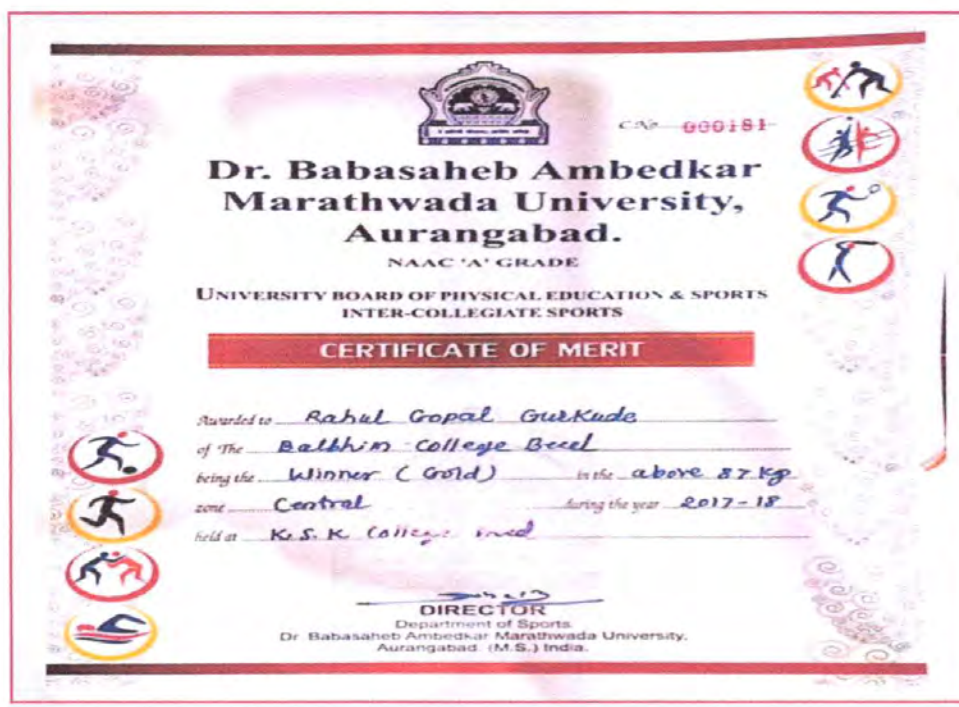 C.No 000181
Dr. Babasaheb Ambedkar
Marathwada University,
Aurangabad.
NAAC 'A' GRADE
UNIVERSITY BOARD OF PHYSICAL EDUCATION & SPORTS
INTER-COLLEGIATE SPORTS
CERTIFICATE OF MERIT
Awarded to Rahul Gopal Gurkude
of The Balbhim College Beed
being the Winner (Gold) in the above 87 kg
zone Central during the year 2017-18
held at K.S.K College
DIRECTOR
Department of Sports
Dr. Babasaheb Ambedkar Marathwada University,
Aurangabad. (M.S.) India.